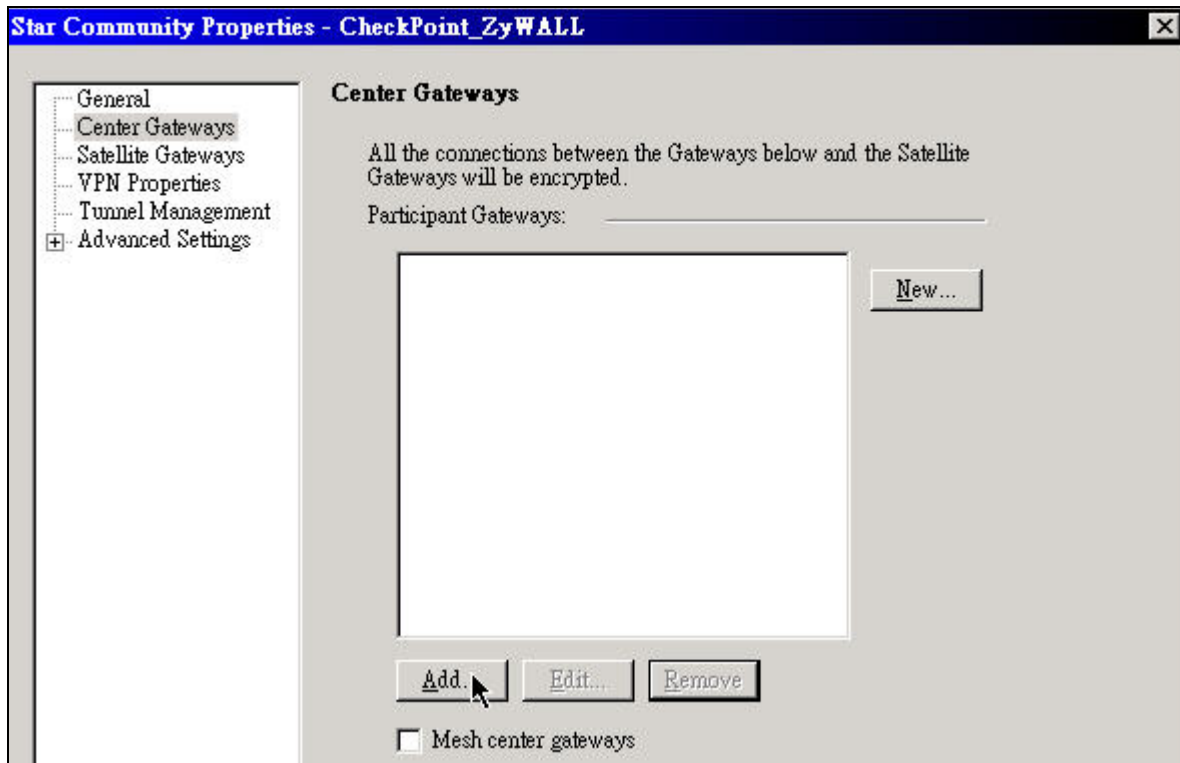 Star Community Properties - CheckPoint_ZyWALL
General
Center Gateways
Satellite Gateways
VPN Properties
Tunnel Management
Advanced Settings
Center Gateways
All the connections between the Gateways below and the Satellite
Gateways will be encrypted.
Participant Gateways:
New...
Add...
Edit...
Remove
Mesh center gateways